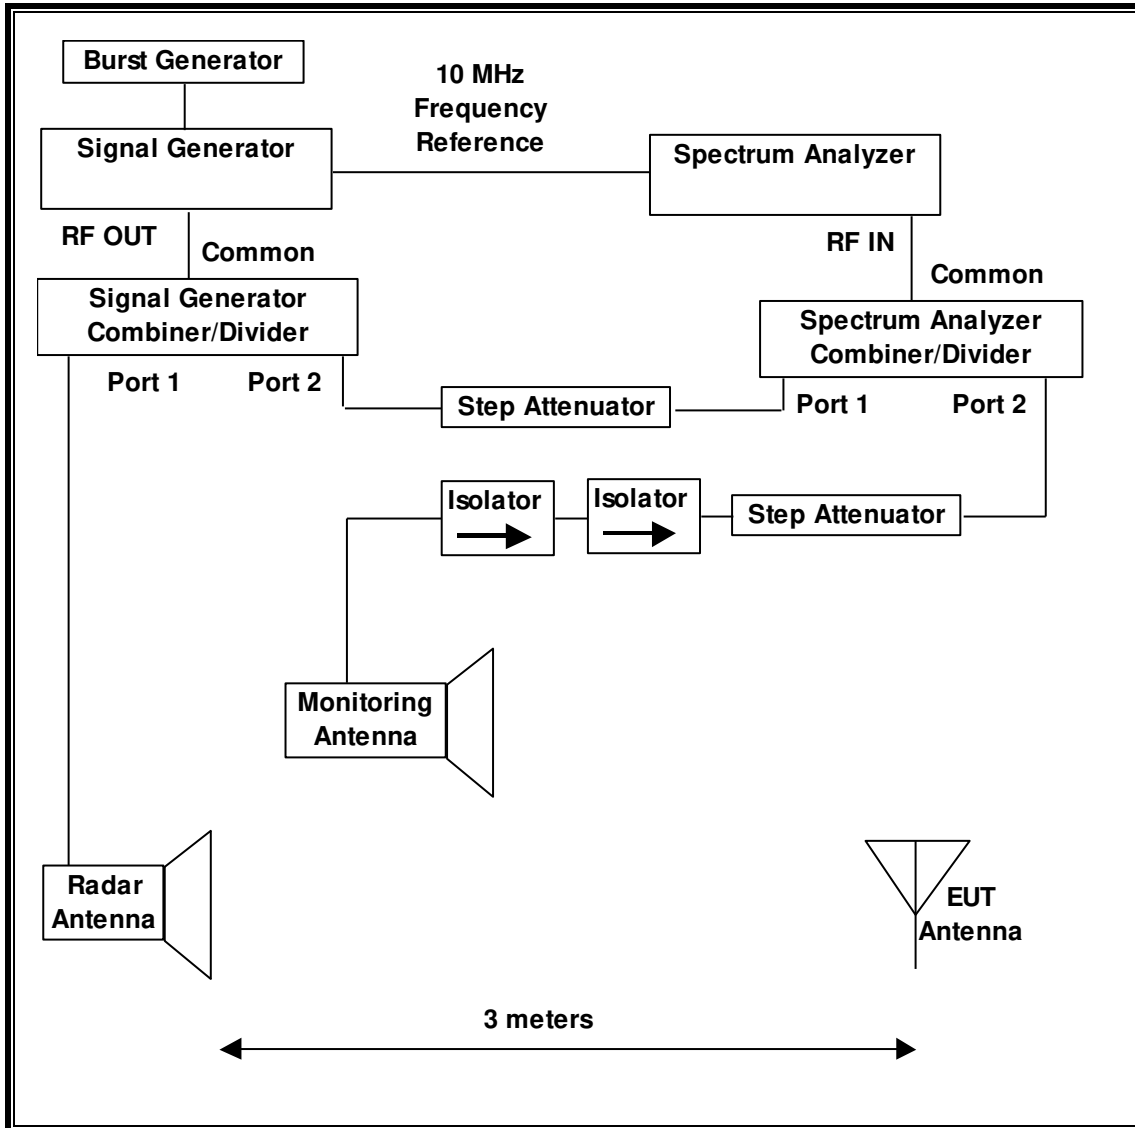 Burst Generator
10 MHz
Frequency
Reference
Signal Generator
Spectrum Analyzer
RF OUT
Common
RF IN
Common
Signal Generator
Combiner/Divider
Spectrum Analyzer
Combiner/Divider
Port 1
Port 2
Step Attenuator
Port 1
Port 2
Isolator
Isolator
Step Attenuator
Monitoring
Antenna
Radar
Antenna
EUT
Antenna
3 meters